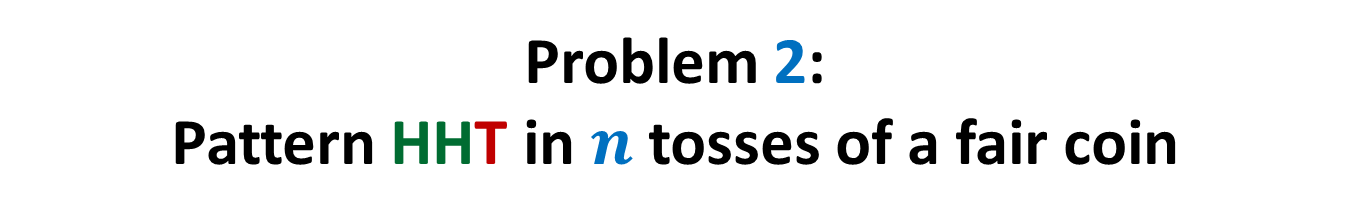 Problem 2:
Pattern HHT in n tosses of a fair coin